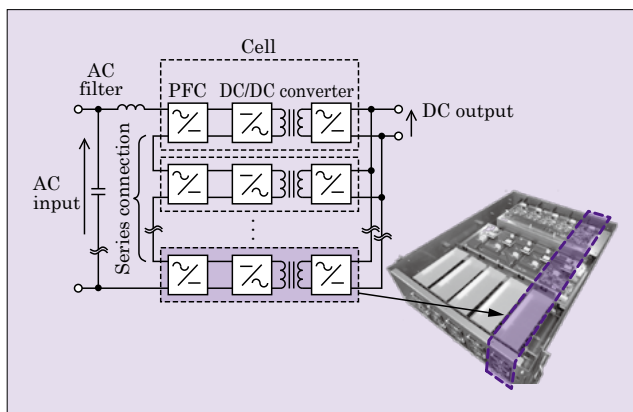 Cell
AC
filter
PFC
DC/DC converter
DC output
AC
input
Series connection